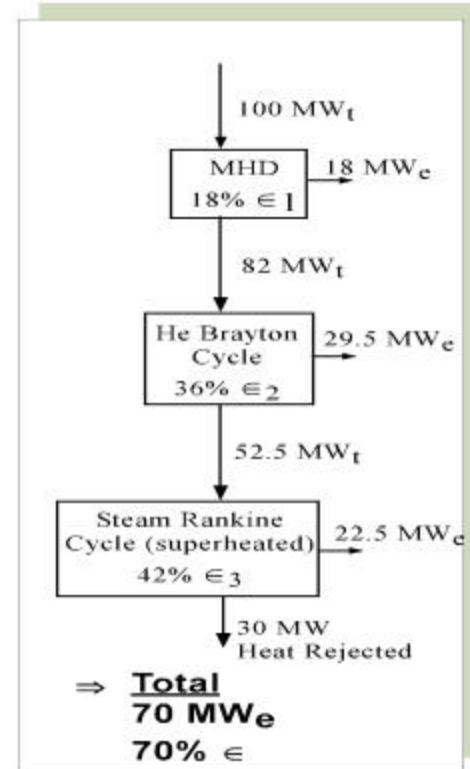 100 MWt
MHD
18% ∈ 1
18 MWe
82 MWt
He Brayton
Cycle
36% ∈2
29.5 MWe
52.5 MWt
Steam Rankine
Cycle (superheated)
42% ∈3
22.5 MWe
30 MW
Heat Rejected
⇒ Total
70 MWe
70% ∈